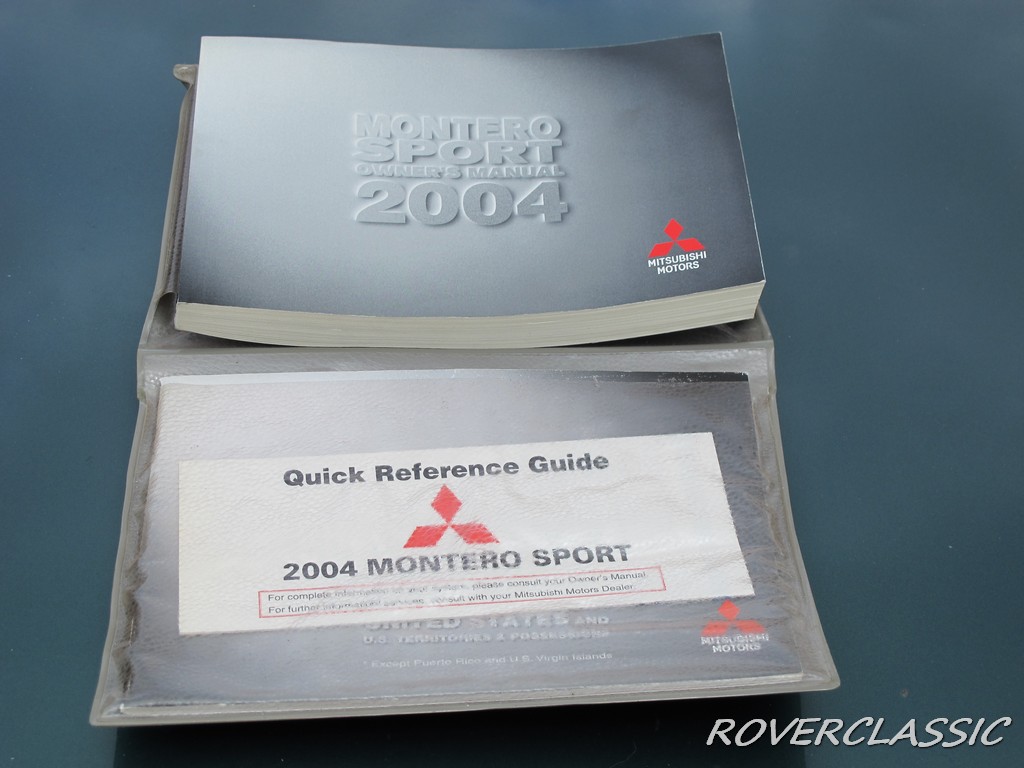 MONTERO
SPORT
OWNER'S MANUAL
2004
MITSUBISHI
MOTORS
Quick Reference Guide
2004 MONTERO SPORT
For complete information on your system, please consult your Owner's Manual.
For further information, consult with your Mitsubishi Motors Dealer.
UNITED STATES AND
U.S. TERRITORIES & POSSESSIONS
* Except Puerto Rico and U.S. Virgin Islands
MITSUBISHI
MOTORS
ROVERCLASSIC